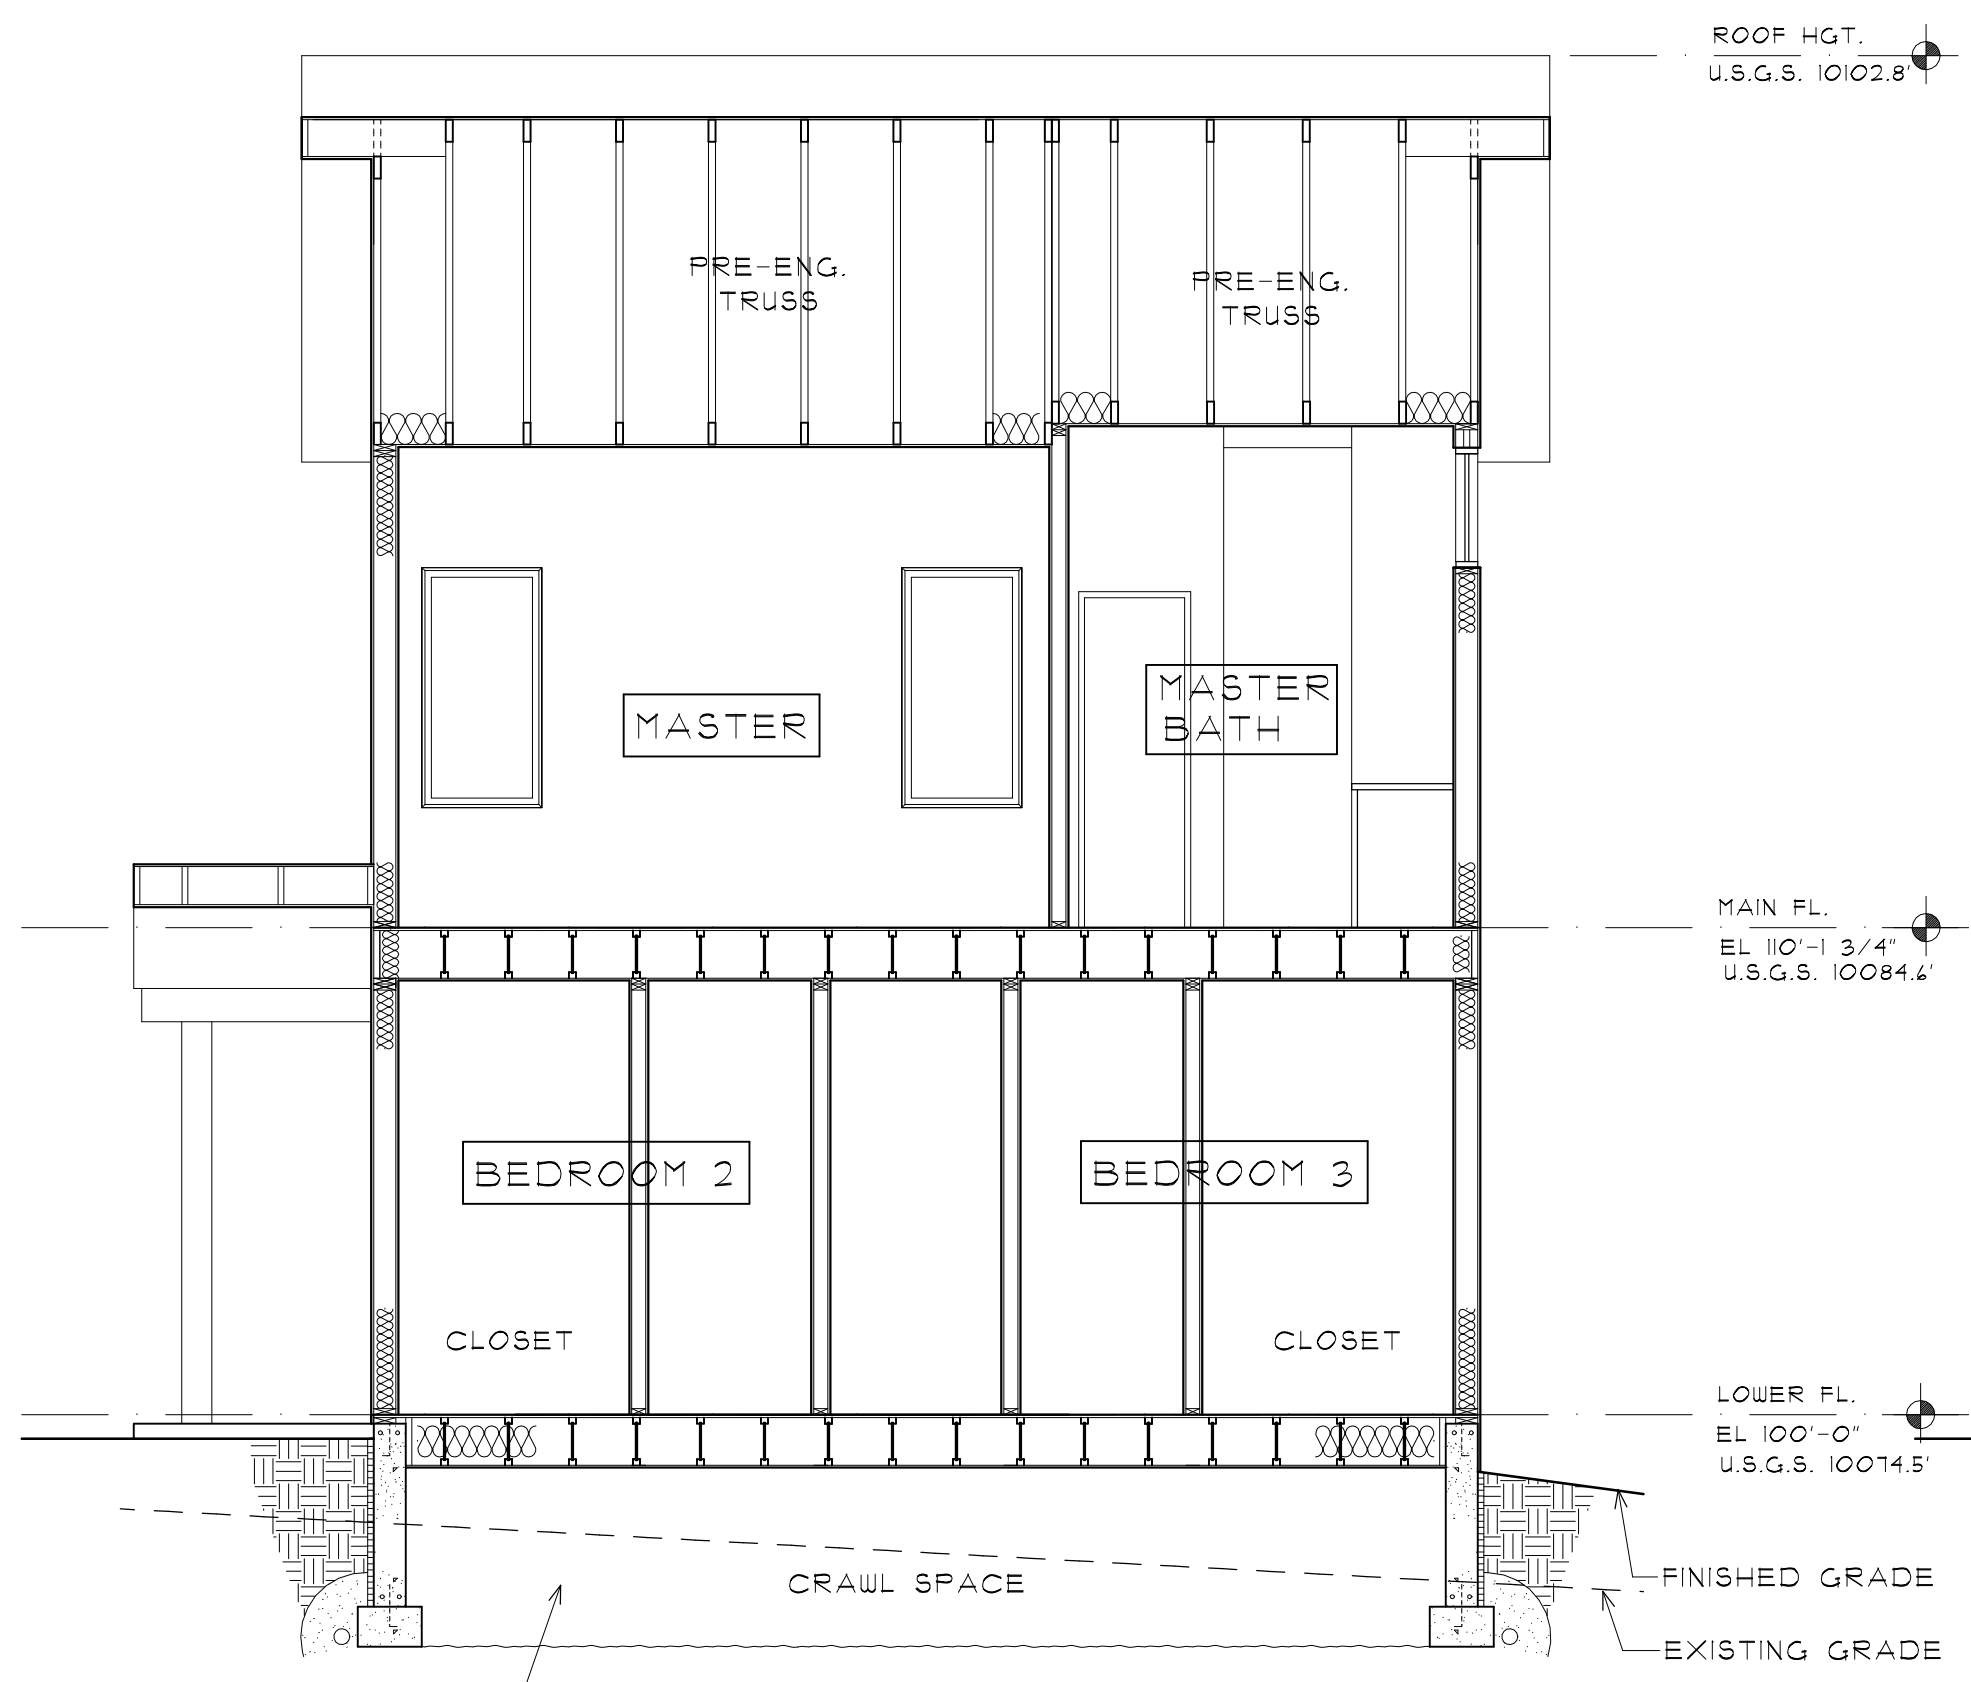 ROOF HGT.
U.S.G.S. 10102.8'
PRE-ENG.
TRUSS
PRE-ENG.
TRUSS
MASTER
MASTER
BATH
MAIN FL.
EL 110'-1 3/4"
U.S.G.S. 10084.6'
BEDROOM 2
BEDROOM 3
CLOSET
CLOSET
LOWER FL.
EL 100'-0"
U.S.G.S. 10074.5'
CRAWL SPACE
FINISHED GRADE
EXISTING GRADE